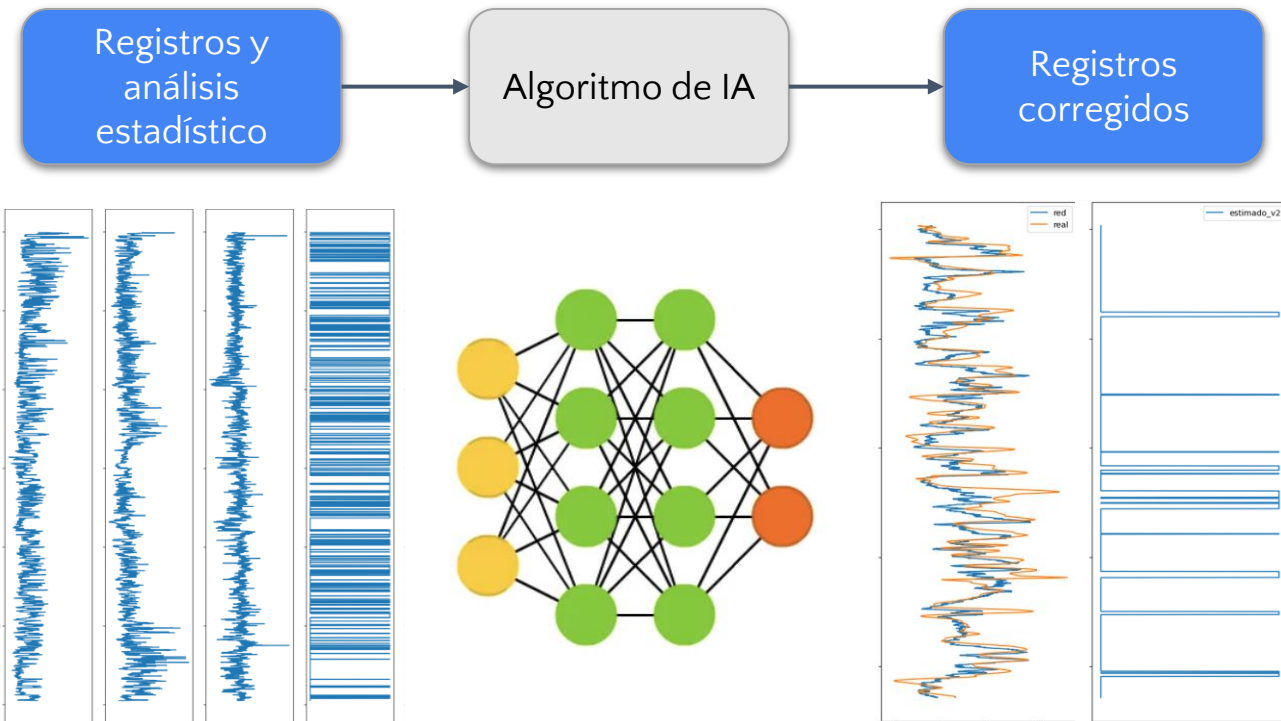 Registros y
análisis
estadístico
Algoritmo de IA
Registros
corregidos
red
real
estimado_v2